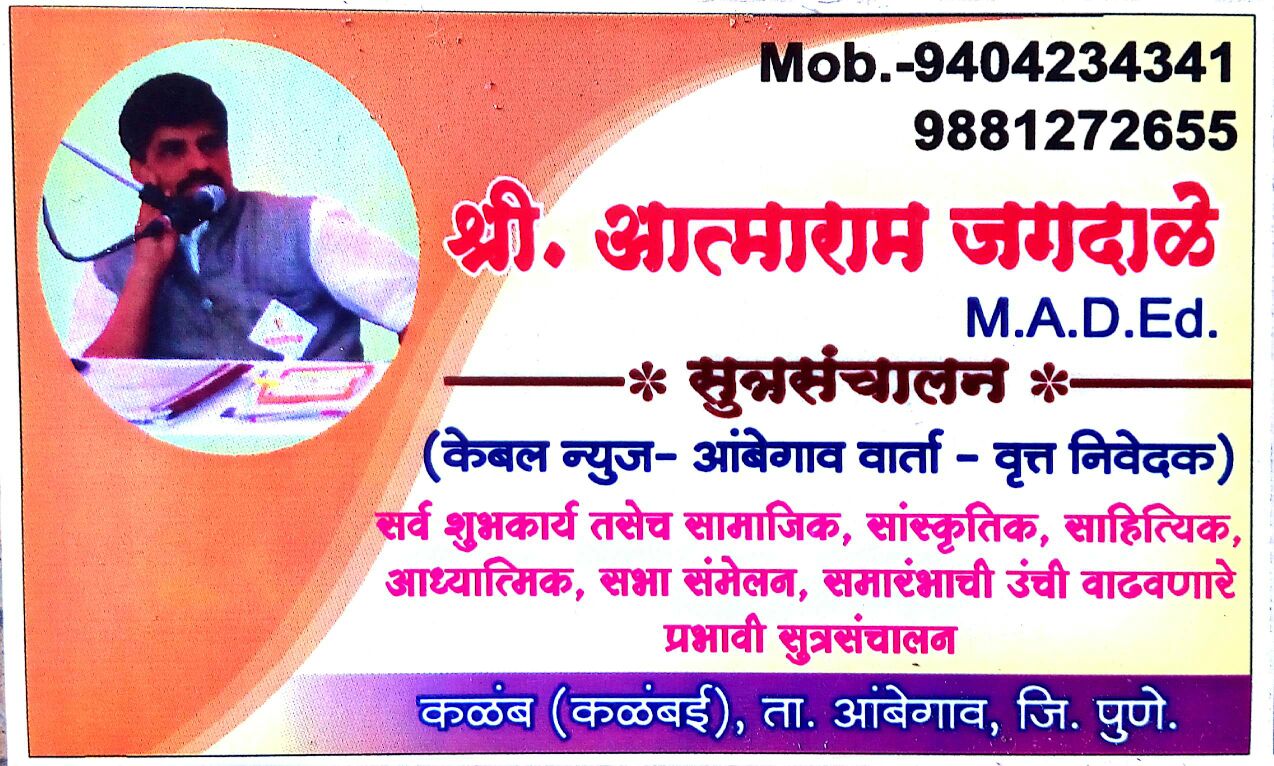 Mob.-9404234341
9881272655
श्री. आत्माराम जगदाळे
M.A.D.Ed.
* सुत्रसंचालन *
(केबल न्युज- आंबेगाव वार्ता - वृत्त निवेदक)
सर्व शुभकार्य तसेच सामाजिक, सांस्कृतिक, साहित्यिक,
आध्यात्मिक, सभा संमेलन, समारंभाची उंची वाढवणारे
प्रभावी सुत्रसंचालन
कळंब (कळंबई), ता. आंबेगाव, जि. पुणे.